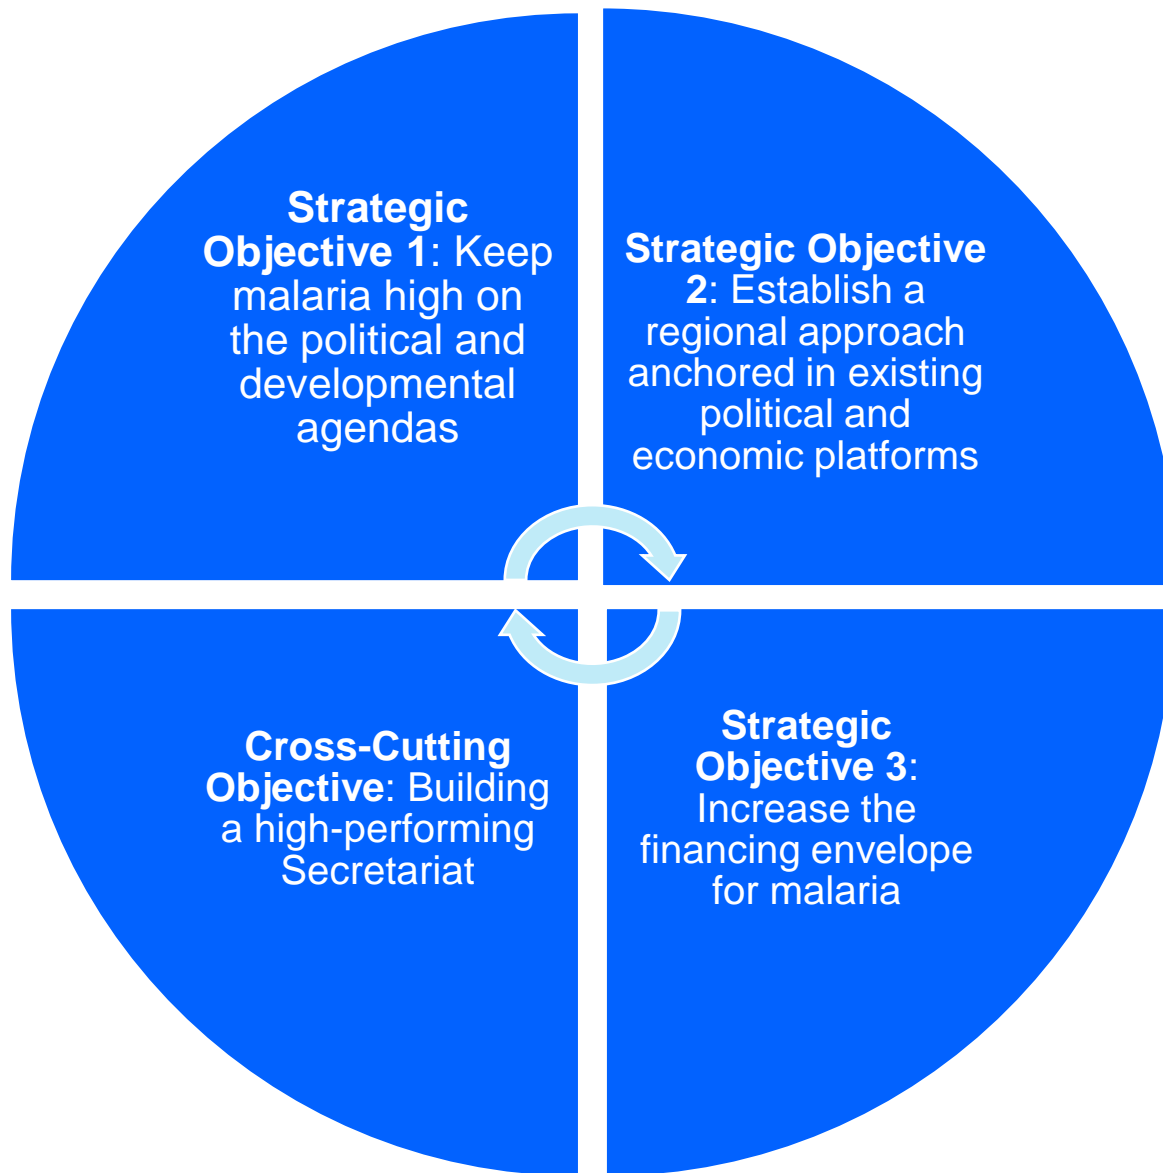 Strategic
Objective 1: Keep
malaria high on
the political and
developmental
agendas
Strategic Objective
2: Establish a
regional approach
anchored in existing
political and
economic platforms
Cross-Cutting
Objective: Building
a high-performing
Secretariat
Strategic
Objective 3:
Increase the
financing envelope
for malaria